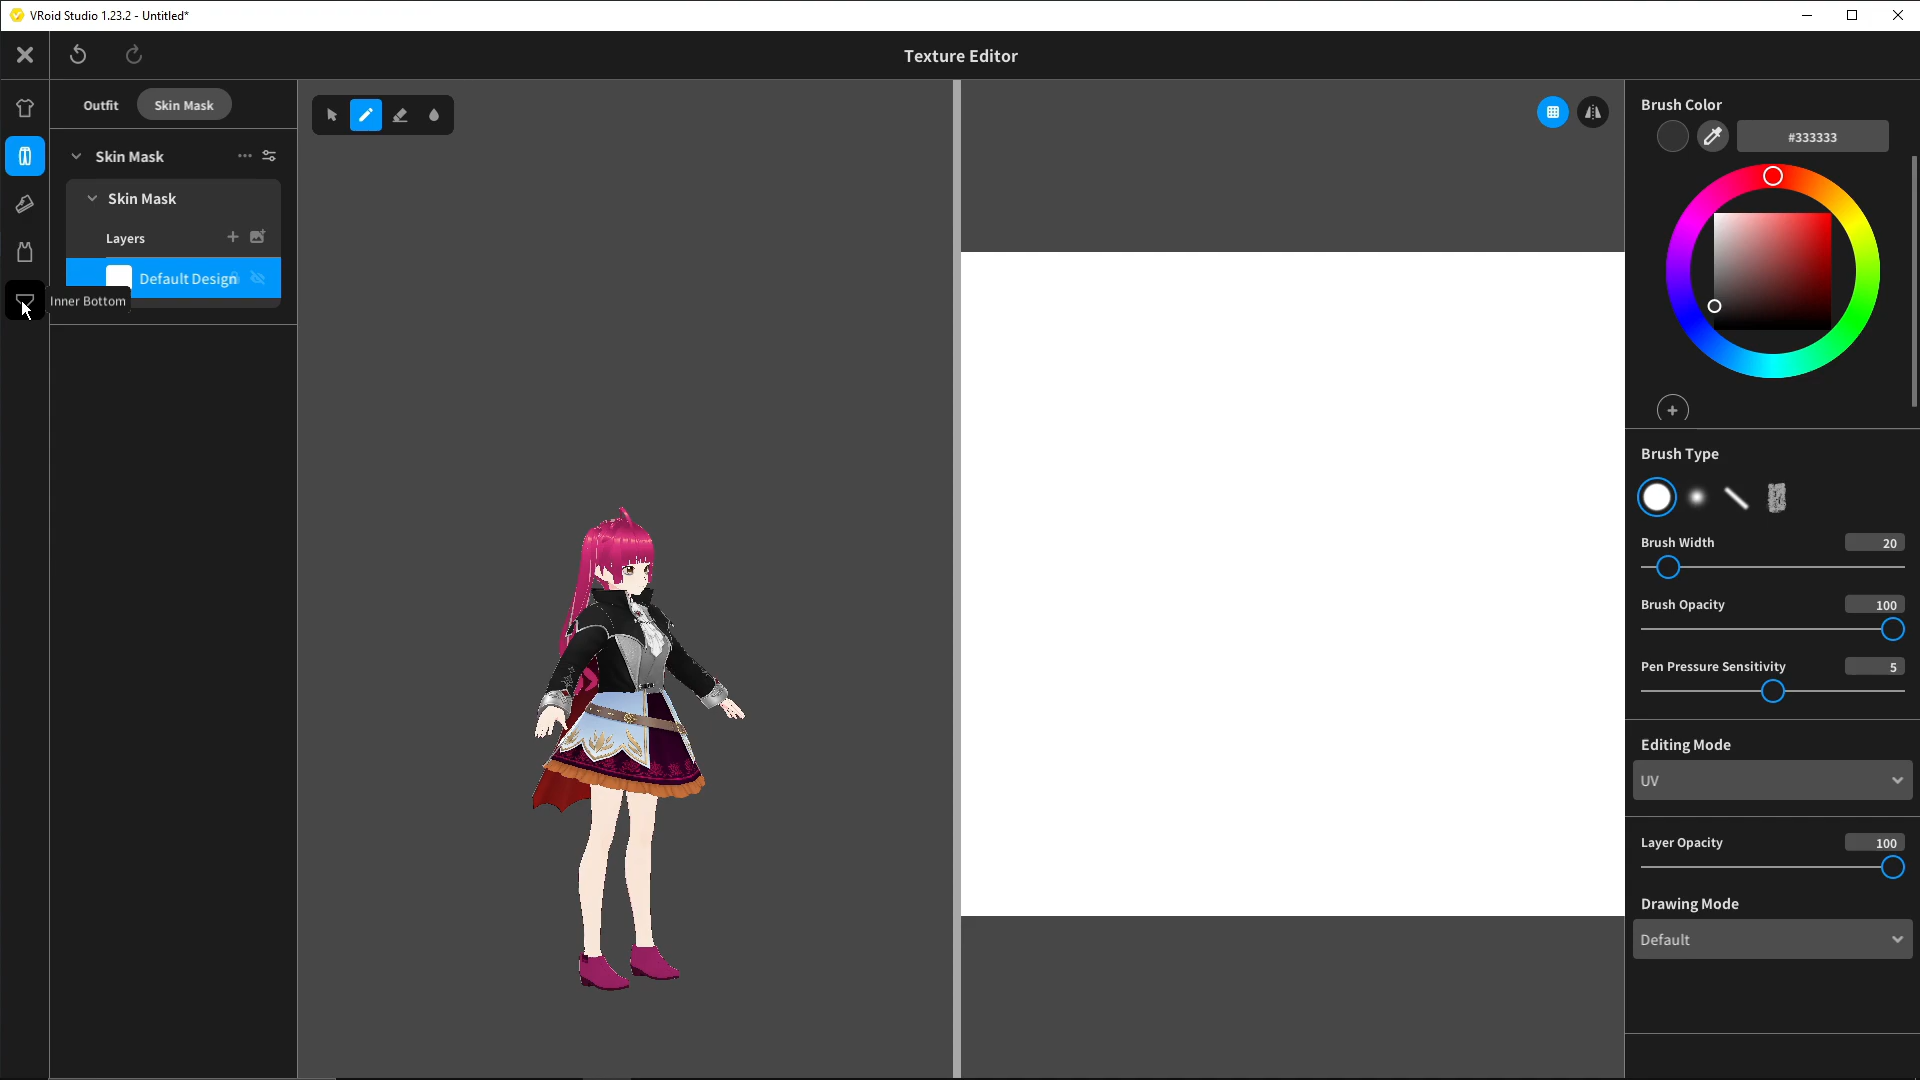 VRoid Studio 1.23.2 - Untitled*
Texture Editor
Outfit
Skin Mask
Skin Mask
Skin Mask
Layers
Default Design
Inner Bottom
Brush Color
#333333
Brush Type
Brush Width
20
Brush Opacity
100
Pen Pressure Sensitivity
5
Editing Mode
UV
Layer Opacity
100
Drawing Mode
Default